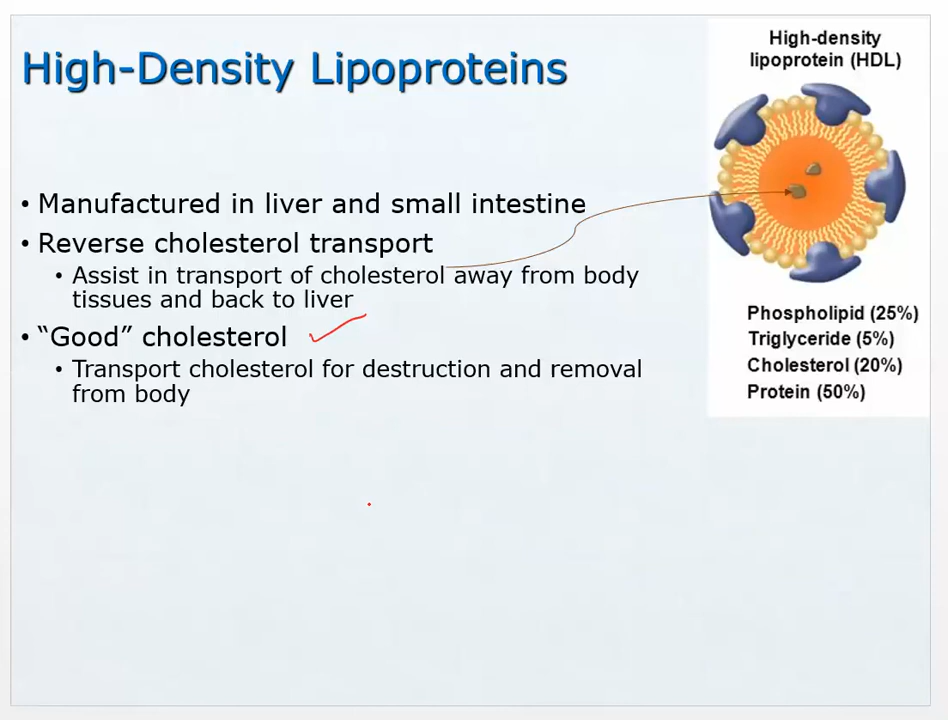 High-Density Lipoproteins
• Manufactured in liver and small intestine
• Reverse cholesterol transport
• Assist in transport of cholesterol away from body
tissues and back to liver
• “Good” cholesterol
• Transport cholesterol for destruction and removal
from body
High-density
lipoprotein (HDL)
Phospholipid (25%)
Triglyceride (5%)
Cholesterol (20%)
Protein (50%)